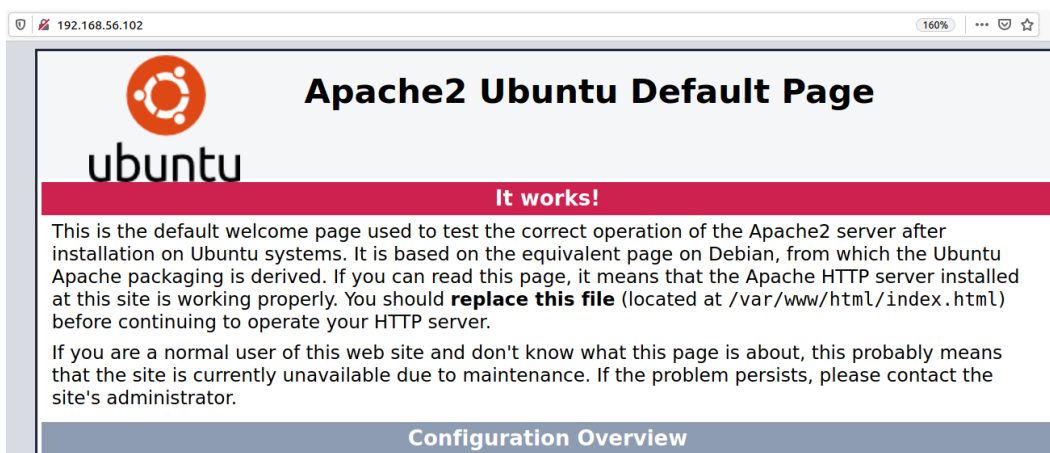 192.168.56.102
160%
Apache2 Ubuntu Default Page
ubuntu
It works!
This is the default welcome page used to test the correct operation of the Apache2 server after
installation on Ubuntu systems. It is based on the equivalent page on Debian, from which the Ubuntu
Apache packaging is derived. If you can read this page, it means that the Apache HTTP server installed
at this site is working properly. You should replace this file (located at /var/www/html/index.html)
before continuing to operate your HTTP server.
If you are a normal user of this web site and don't know what this page is about, this probably means
that the site is currently unavailable due to maintenance. If the problem persists, please contact the
site's administrator.
Configuration Overview